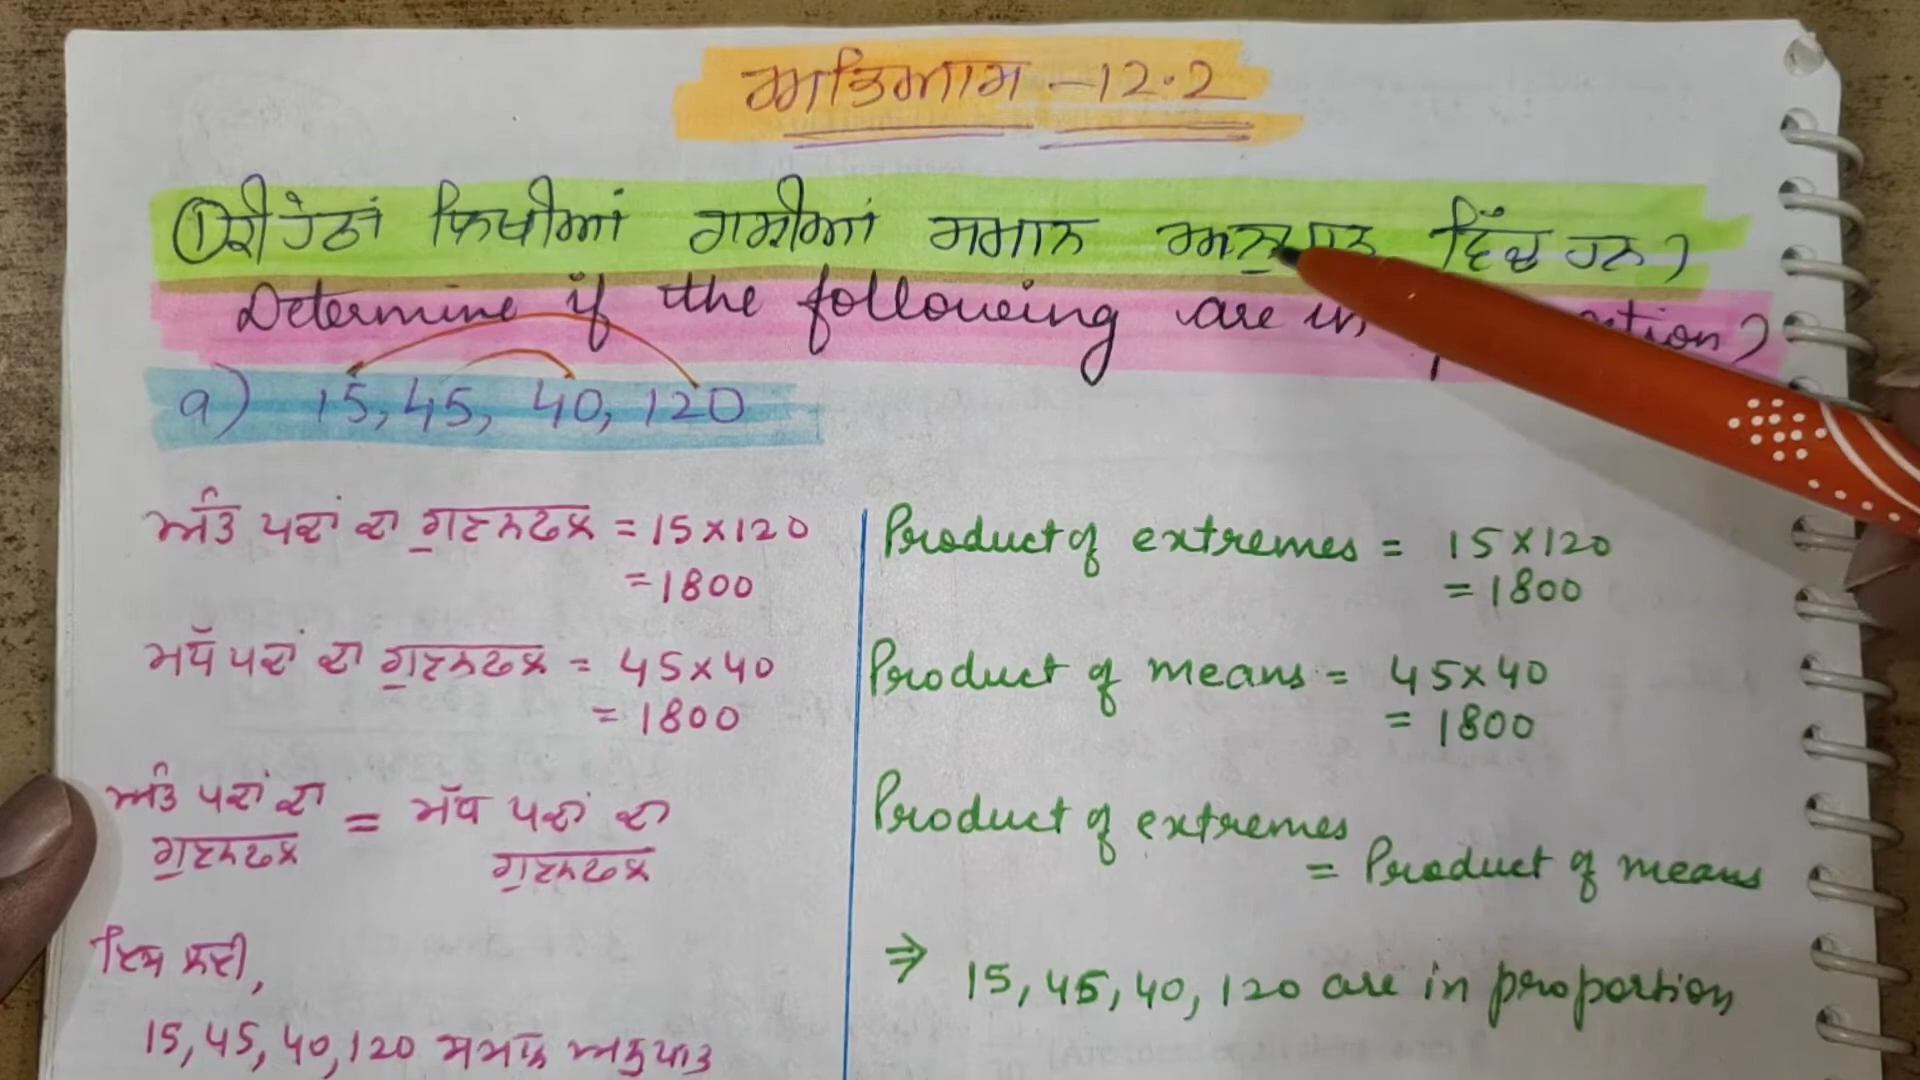 ਅਭਿਆਸ -12.2
① ਕੀ ਹੇਠਾਂ ਲਿਖੀਆਂ ਰਾਸ਼ੀਆਂ ਸਮਾਨ ਅਨੁਪਾਤ ਵਿੱਚ ਹਨ?
Determine if the following are in
a) 15, 45, 40, 120
ਅੰਤ ਪਦਾਂ ਦਾ ਗੁਣਨਫਲ = 15×120
= 1800
ਮੱਧ ਪਦਾਂ ਦਾ ਗੁਣਨਫਲ = 45×40
= 1800
ਅੰਤ ਪਦਾਂ ਦਾ = ਮੱਧ ਪਦਾਂ ਦਾ
ਗੁਣਨਫਲ ਗੁਣਨਫਲ
ਇਸ ਲਈ,
15, 45, 40, 120 ਸਮਾਨ ਅਨੁਪਾਤ
Product of extremes = 15×120
= 1800
Product of means = 45×40
= 1800
Product of extremes
= Product of means
⇒ 15, 45, 40, 120 are in proportion